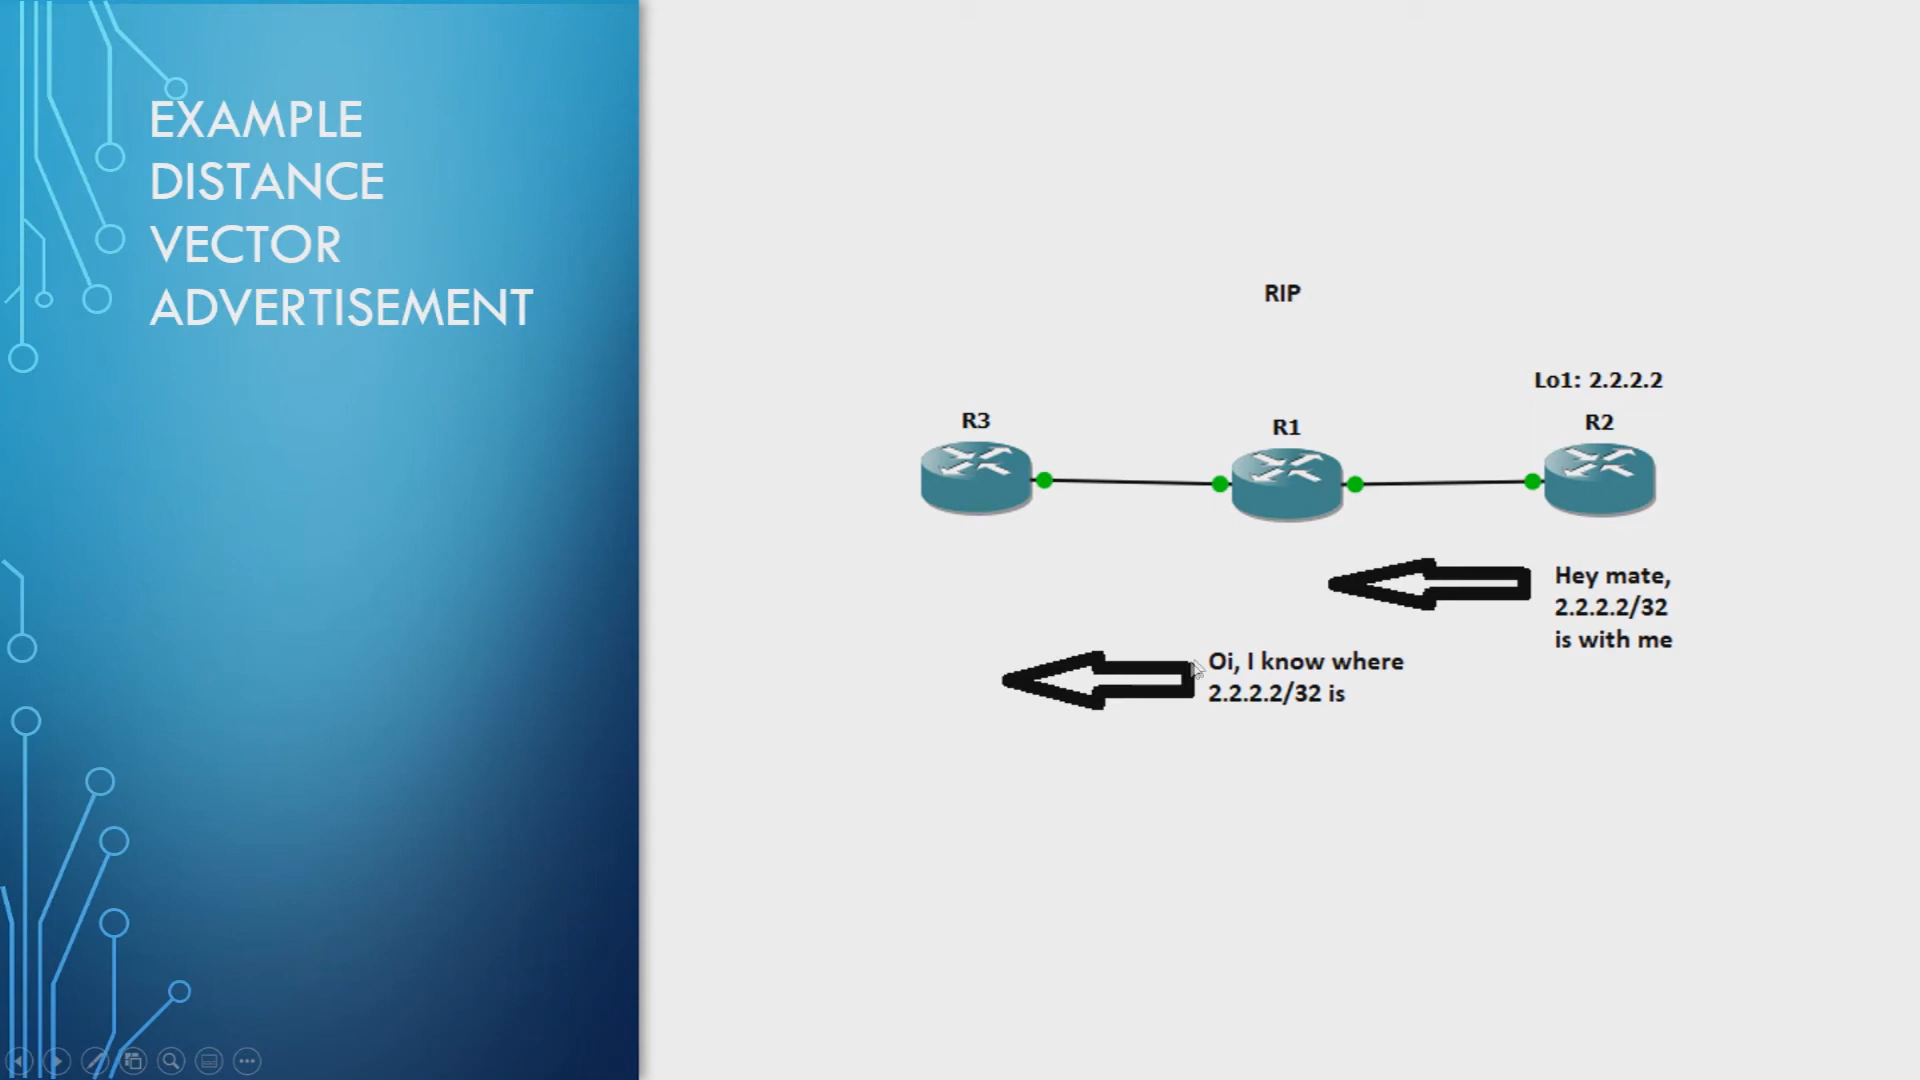 EXAMPLE
DISTANCE
VECTOR
ADVERTISEMENT
RIP
Lo1: 2.2.2.2
R3
R1
R2
Hey mate,
2.2.2.2/32
is with me
Oi, I know where
2.2.2.2/32 is